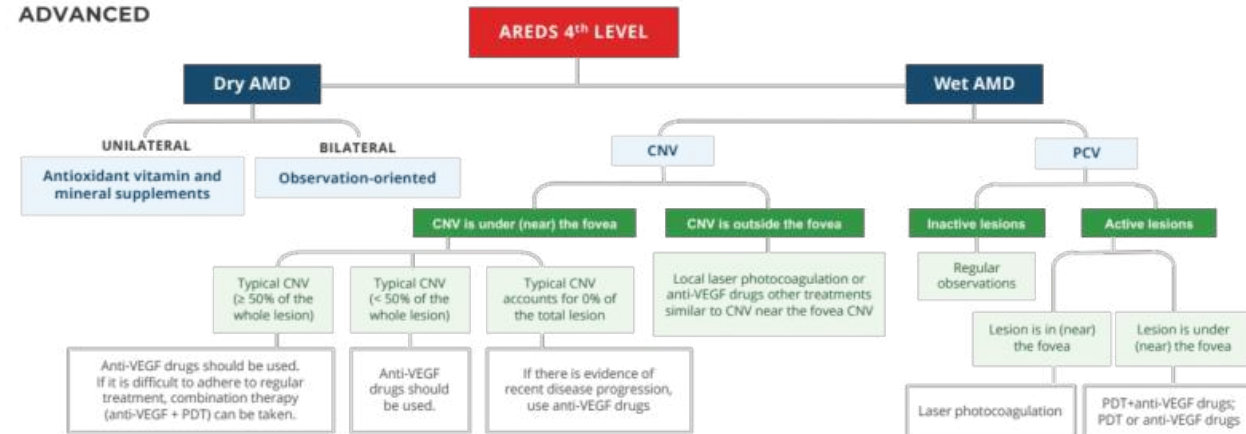 ADVANCED
AREDS 4th LEVEL
Dry AMD
Wet AMD
UNILATERAL
BILATERAL
Antioxidant vitamin and
mineral supplements
Observation-oriented
CNV
PCV
CNV is under (near) the fovea
CNV is outside the fovea
Inactive lesions
Active lesions
Typical CNV
(≥ 50% of the
whole lesion)
Typical CNV
(< 50% of the
whole lesion)
Typical CNV
accounts for 0% of
the total lesion
Local laser photocoagulation or
anti-VEGF drugs other treatments
similar to CNV near the fovea CNV
Regular
observations
Lesion is in (near)
the fovea
Lesion is under
(near) the fovea
Anti-VEGF drugs should be used.
If it is difficult to adhere to regular
treatment, combination therapy
(anti-VEGF + PDT) can be taken.
Anti-VEGF
drugs should
be used.
If there is evidence of
recent disease progression,
use anti-VEGF drugs
Laser photocoagulation
PDT+anti-VEGF drugs;
PDT or anti-VEGF drugs